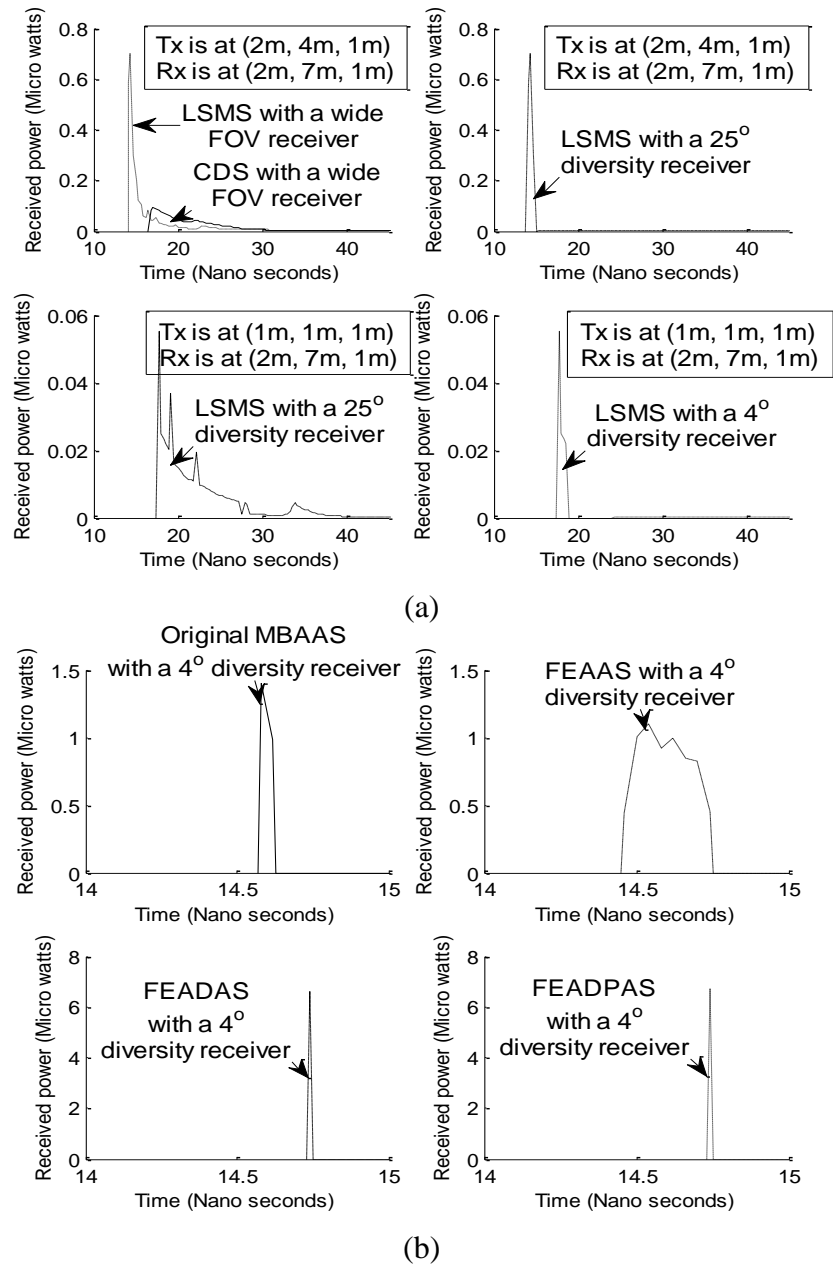 Received power (Micro watts)
0.8
0.6
0.4
0.2
0
10
20
30
40
Time (Nano seconds)
Tx is at (2m, 4m, 1m)
Rx is at (2m, 7m, 1m)
LSMS with a wide
FOV receiver
CDS with a wide
FOV receiver
Received power (Micro watts)
0.8
0.6
0.4
0.2
0
10
20
30
40
Time (Nano seconds)
Tx is at (2m, 4m, 1m)
Rx is at (2m, 7m, 1m)
LSMS with a 25o
diversity receiver
Received power (Micro watts)
0.06
0.04
0.02
0
10
20
30
40
Time (Nano seconds)
Tx is at (1m, 1m, 1m)
Rx is at (2m, 7m, 1m)
LSMS with a 25o
diversity receiver
Received power (Micro watts)
0.06
0.04
0.02
0
10
20
30
40
Time (Nano seconds)
Tx is at (1m, 1m, 1m)
Rx is at (2m, 7m, 1m)
LSMS with a 4o
diversity receiver
(a)
Original MBAAS
with a 4o diversity receiver
Received power (Micro watts)
1.5
1
0.5
0
14
14.5
15
Time (Nano seconds)
FEAAS with a 4o
diversity receiver
Received power (Micro watts)
1.5
1
0.5
0
14
14.5
15
Time (Nano seconds)
Received power (Micro watts)
8
6
4
2
0
14
14.5
15
Time (Nano seconds)
FEADAS
with a 4o
diversity receiver
Received power (Micro watts)
8
6
4
2
0
14
14.5
15
Time (Nano seconds)
FEADPAS
with a 4o
diversity receiver
(b)